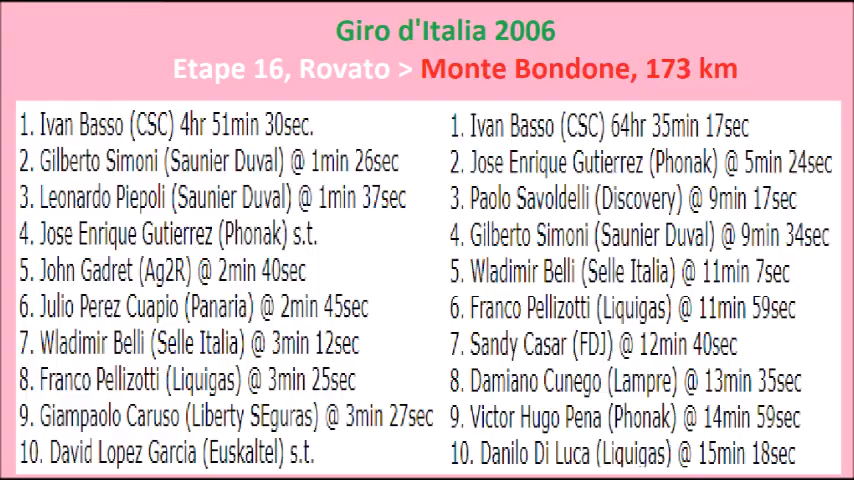 Giro d'Italia 2006
Etape 16, Rovato > Monte Bondone, 173 km
1. Ivan Basso (CSC) 4hr 51min 30sec.
2. Gilberto Simoni (Saunier Duval) @ 1min 26sec
3. Leonardo Piepoli (Saunier Duval) @ 1min 37sec
4. Jose Enrique Gutierrez (Phonak) s.t.
5. John Gadret (Ag2R) @ 2min 40sec
6. Julio Perez Cuapio (Panaria) @ 2min 45sec
7. Wladimir Belli (Selle Italia) @ 3min 12sec
8. Franco Pellizotti (Liquigas) @ 3min 25sec
9. Giampaolo Caruso (Liberty SEguras) @ 3min 27sec
10. David Lopez Garcia (Euskaltel) s.t.
1. Ivan Basso (CSC) 64hr 35min 17sec
2. Jose Enrique Gutierrez (Phonak) @ 5min 24sec
3. Paolo Savoldelli (Discovery) @ 9min 17sec
4. Gilberto Simoni (Saunier Duval) @ 9min 34sec
5. Wladimir Belli (Selle Italia) @ 11min 7sec
6. Franco Pellizotti (Liquigas) @ 11min 59sec
7. Sandy Casar (FDJ) @ 12min 40sec
8. Damiano Cunego (Lampre) @ 13min 35sec
9. Victor Hugo Pena (Phonak) @ 14min 59sec
10. Danilo Di Luca (Liquigas) @ 15min 18sec